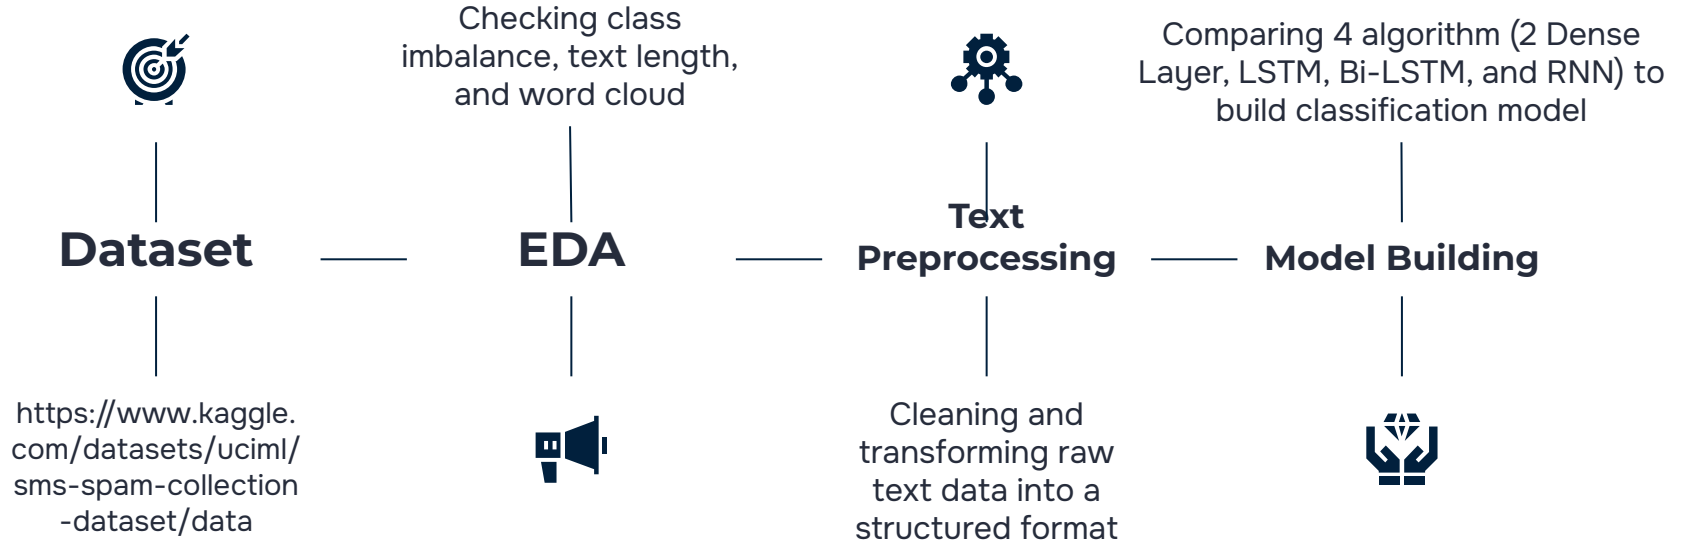 Dataset
https://www.kaggle.
com/datasets/uciml/
sms-spam-collection
-dataset/data
Checking class
imbalance, text length,
and word cloud
EDA
Text
Preprocessing
Cleaning and
transforming raw
text data into a
structured format
Comparing 4 algorithm (2 Dense
Layer, LSTM, Bi-LSTM, and RNN) to
build classification model
Model Building